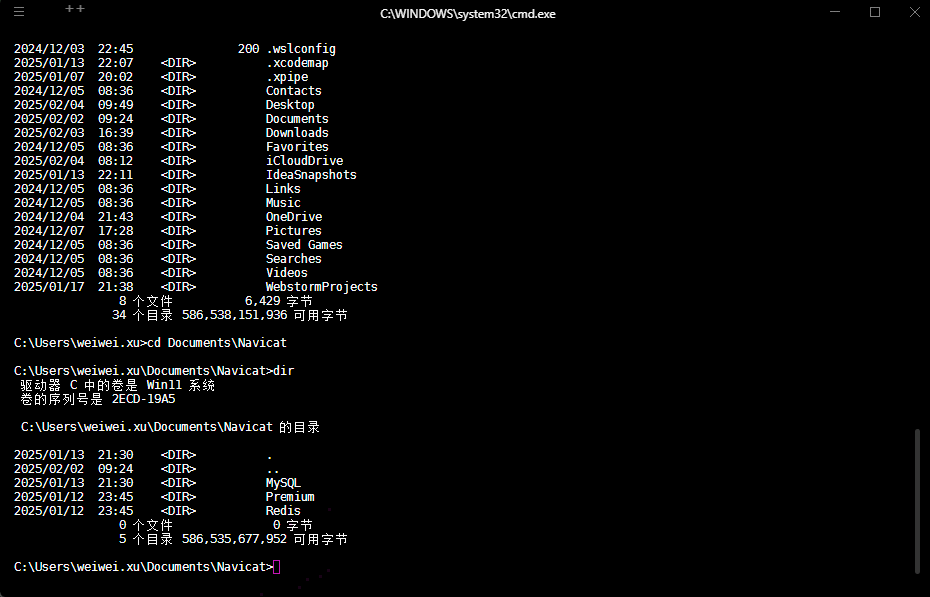 C:\WINDOWS\system32\cmd.exe
2024/12/03  22:45               200 .wslconfig
2025/01/13  22:07    <DIR>          .xcodemap
2025/01/07  20:02    <DIR>          .xpipe
2024/12/05  08:36    <DIR>          Contacts
2025/02/04  09:49    <DIR>          Desktop
2025/02/02  09:24    <DIR>          Documents
2025/02/03  16:39    <DIR>          Downloads
2024/12/05  08:36    <DIR>          Favorites
2025/02/04  08:12    <DIR>          iCloudDrive
2025/01/13  22:11    <DIR>          IdeaSnapshots
2024/12/05  08:36    <DIR>          Links
2024/12/05  08:36    <DIR>          Music
2024/12/04  21:43    <DIR>          OneDrive
2024/12/07  17:28    <DIR>          Pictures
2024/12/05  08:36    <DIR>          Saved Games
2024/12/05  08:36    <DIR>          Searches
2024/12/05  08:36    <DIR>          Videos
2025/01/17  21:38    <DIR>          WebstormProjects
               8 个文件          6,429 字节
              34 个目录 586,538,151,936 可用字节
C:\Users\weiwei.xu>cd Documents\Navicat
C:\Users\weiwei.xu\Documents\Navicat>dir
 驱动器 C 中的卷是 Win11 系统
 卷的序列号是 2ECD-19A5
 C:\Users\weiwei.xu\Documents\Navicat 的目录
2025/01/13  21:30    <DIR>          .
2025/02/02  09:24    <DIR>          ..
2025/01/13  21:30    <DIR>          MySQL
2025/01/12  23:45    <DIR>          Premium
2025/01/12  23:45    <DIR>          Redis
               0 个文件              0 字节
               5 个目录 586,535,677,952 可用字节
C:\Users\weiwei.xu\Documents\Navicat>